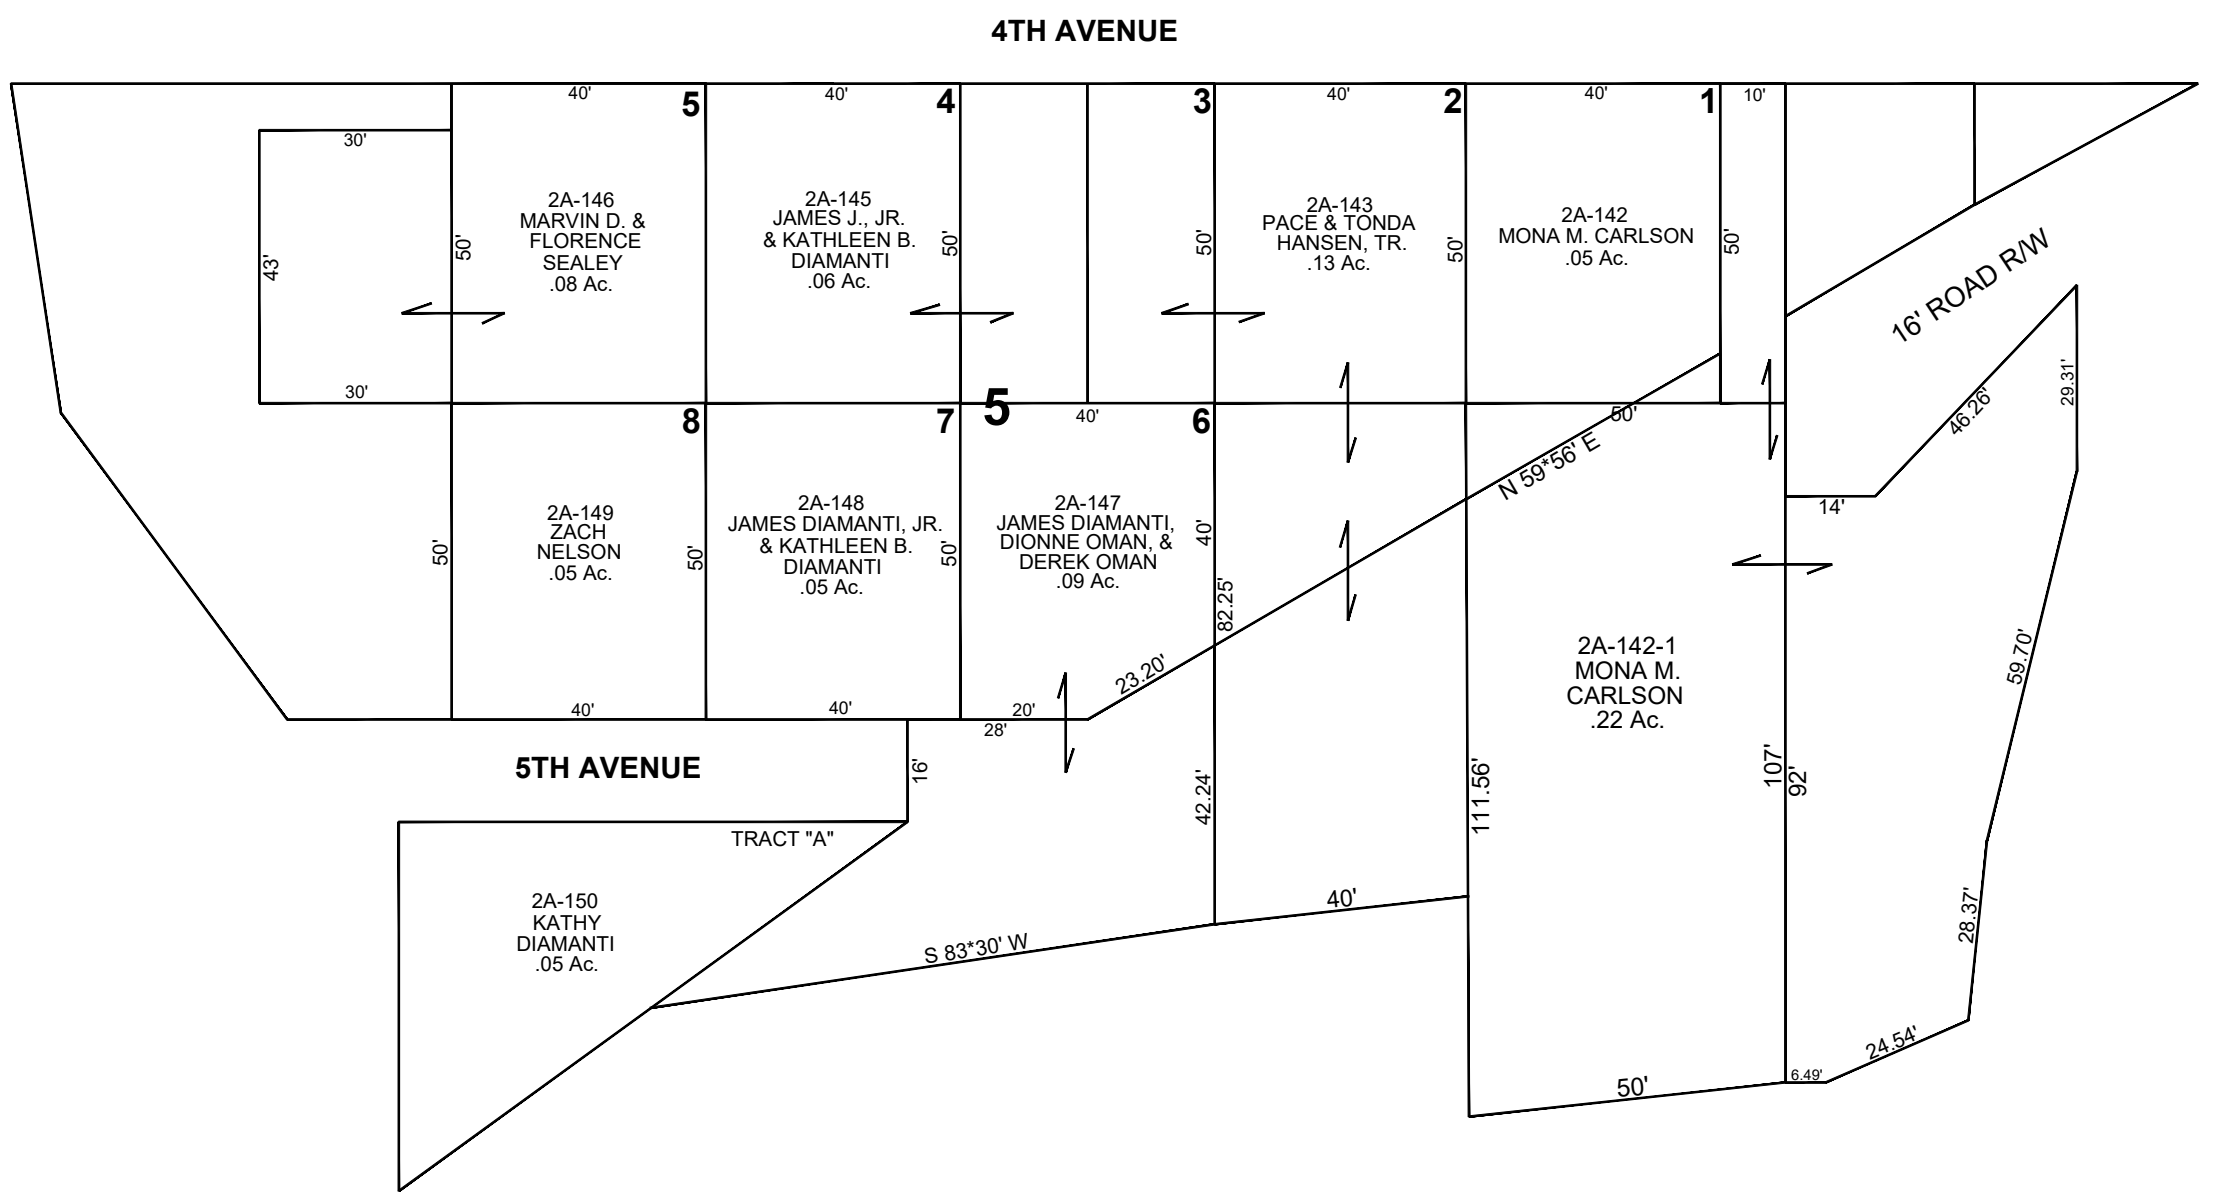 4TH AVENUE
40'
5
40'
4
3
40'
2
40'
1
10'
30'
43'
50'
2A-146
MARVIN D. &
FLORENCE
SEALEY
.08 Ac.
2A-145
JAMES J., JR.
& KATHLEEN B.
DIAMANTI
.06 Ac.
50'
50'
2A-143
PACE & TONDA
HANSEN, TR.
.13 Ac.
50'
2A-142
MONA M. CARLSON
.05 Ac.
50'
16' ROAD R/W
30'
5
40'
50'
46.26'
29.31'
8
7
6
N 59*56' E
14'
50'
2A-149
ZACH
NELSON
.05 Ac.
50'
2A-148
JAMES DIAMANTI, JR.
& KATHLEEN B.
DIAMANTI
.05 Ac.
50'
2A-147
JAMES DIAMANTI,
DIONNE OMAN, &
DEREK OMAN
.09 Ac.
40'
82.25'
23.20'
2A-142-1
MONA M.
CARLSON
.22 Ac.
59.70'
40'
40'
20'
28'
5TH AVENUE
16'
42.24'
111.56'
107'
92'
TRACT "A"
2A-150
KATHY
DIAMANTI
.05 Ac.
S 83*30' W
40'
28.37'
24.54'
6.49'
50'